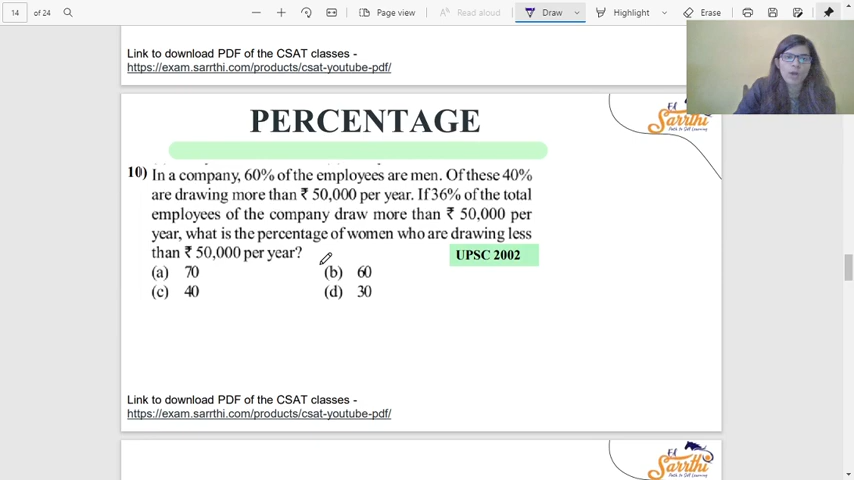 14 of 24 Page view Read aloud Draw Highlight Erase
Link to download PDF of the CSAT classes -
https://exam.sarrthi.com/products/csat-youtube-pdf/
PERCENTAGE
Sarrthi
Path to Self Learning
10) In a company, 60% of the employees are men. Of these 40%
are drawing more than ₹ 50,000 per year. If 36% of the total
employees of the company draw more than ₹ 50,000 per
year, what is the percentage of women who are drawing less
than ₹ 50,000 per year?
UPSC 2002
(a) 70 (b) 60
(c) 40 (d) 30
Link to download PDF of the CSAT classes -
https://exam.sarrthi.com/products/csat-youtube-pdf/
Sarrthi